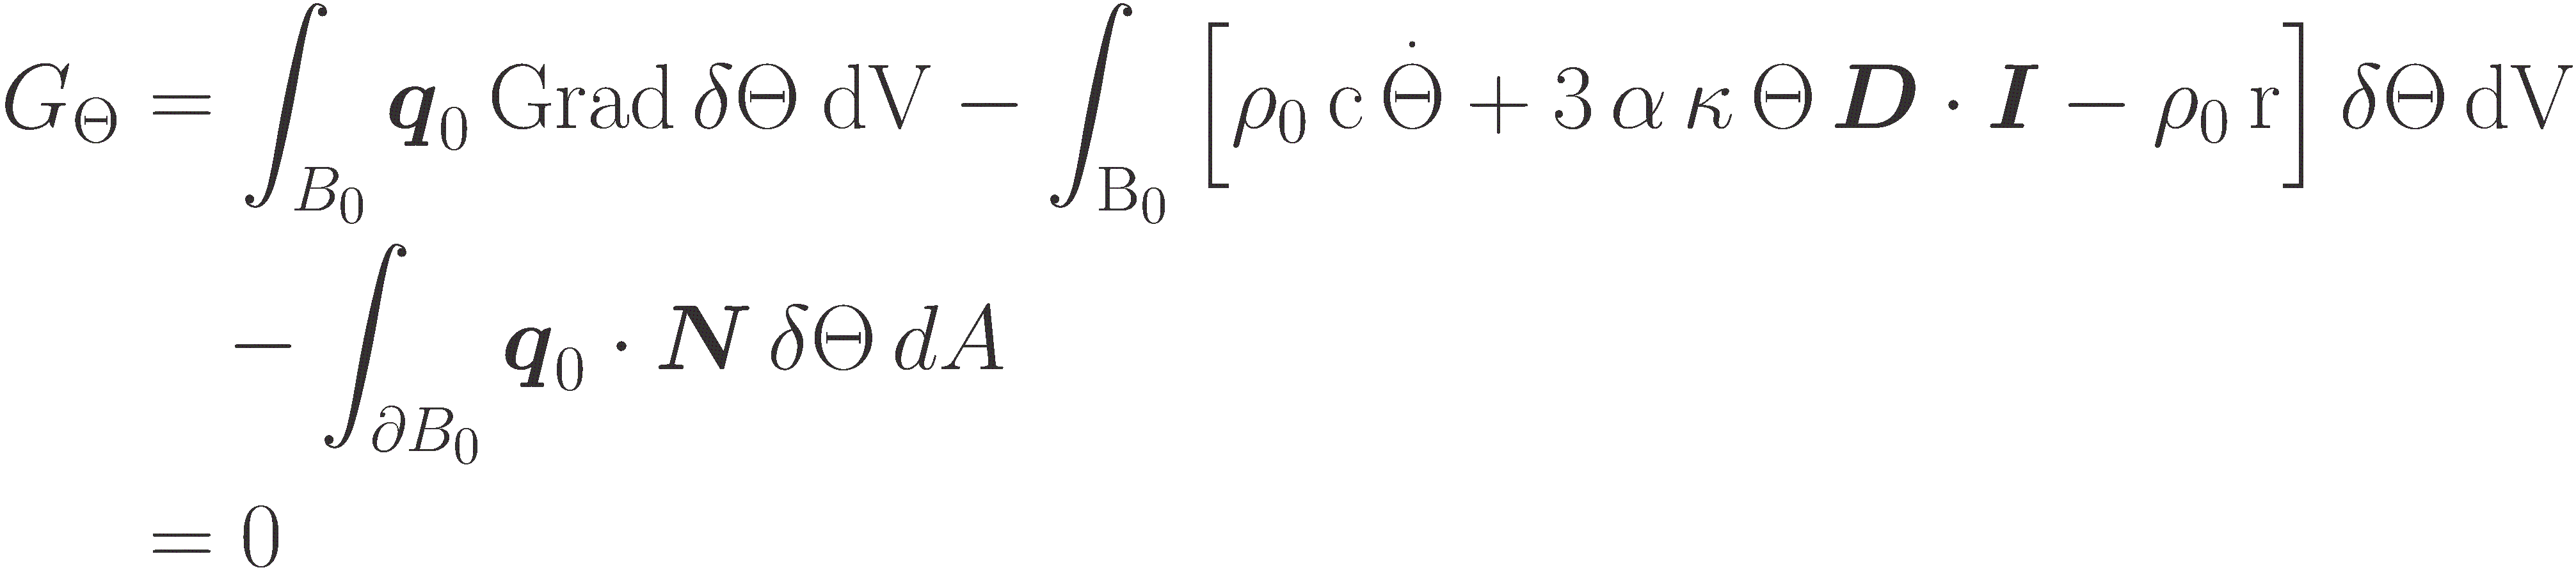 G_Θ = ∫_{B_0} 𝒒_0 Grad δΘ dV − ∫_{B_0} [ρ_0 c Θ̇ + 3 α κ Θ 𝑫 · 𝑰 − ρ_0 r] δΘ dV
− ∫_{∂B_0} 𝒒_0 · 𝑵 δΘ dA
= 0